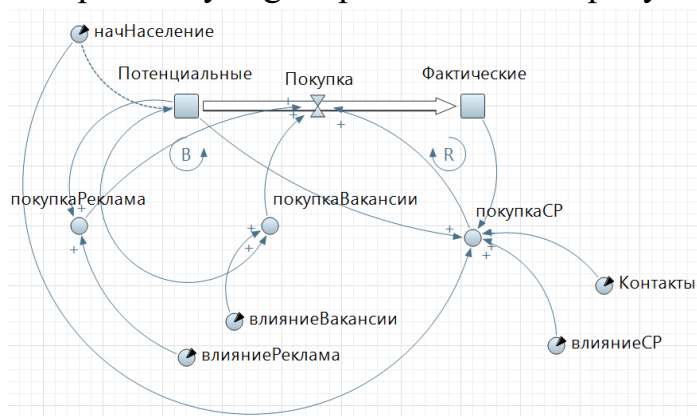 начНаселение
Потенциальные
Покупка
Фактические
+
+
+
B
R
покупкаРеклама
покупкаВакансии
покупкаСР
+
+
+
+
+
+
+
Контакты
влияниеВакансии
влияниеСР
влияниеРеклама